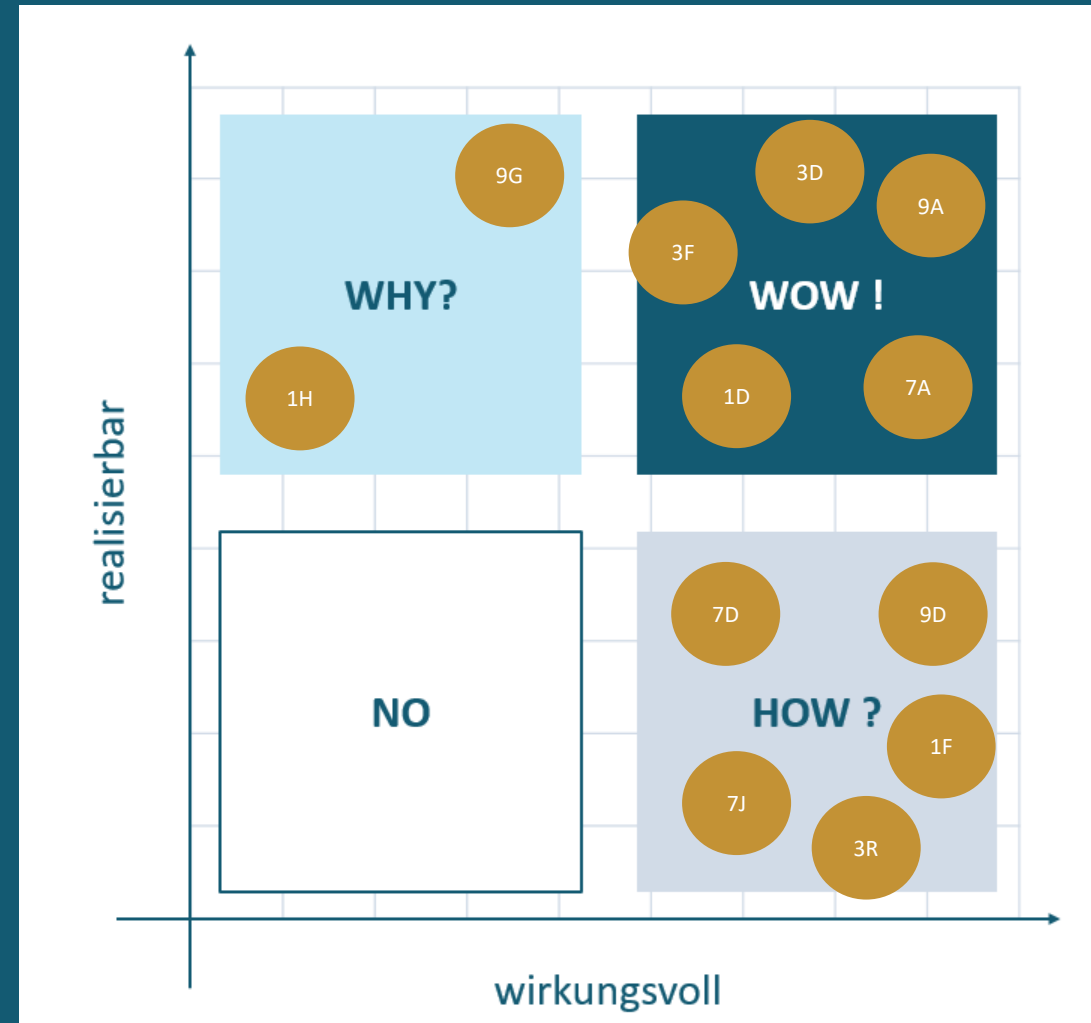 3D
9G
9A
3F
WHY?
WOW !
7A
1D
1H
realisierbar
7D
9D
NO
HOW ?
1F
7J
3R
wirkungsvoll